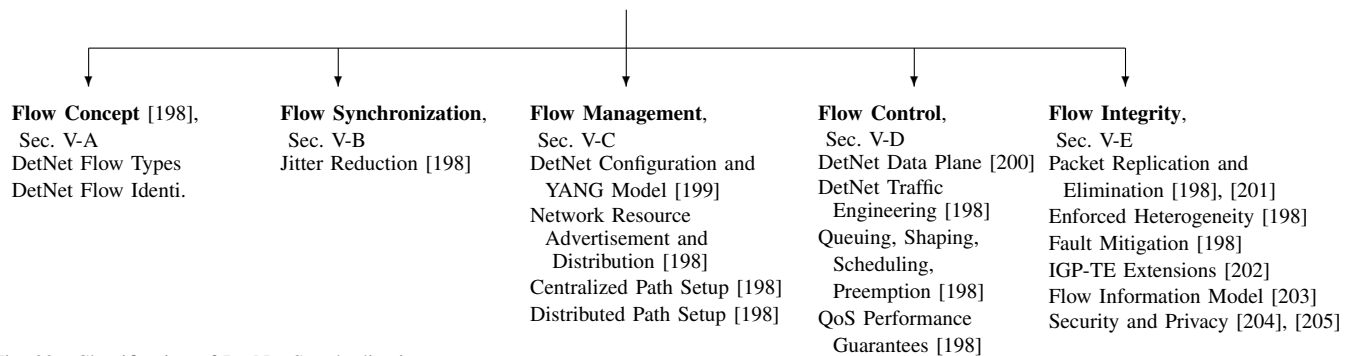 Flow Concept [198],
Sec. V-A
DetNet Flow Types
DetNet Flow Identi.
Flow Synchronization,
Sec. V-B
Jitter Reduction [198]
Flow Management,
Sec. V-C
DetNet Configuration and
YANG Model [199]
Network Resource
Advertisement and
Distribution [198]
Centralized Path Setup [198]
Distributed Path Setup [198]
Flow Control,
Sec. V-D
DetNet Data Plane [200]
DetNet Traffic
Engineering [198]
Queuing, Shaping,
Scheduling,
Preemption [198]
QoS Performance
Guarantees [198]
Flow Integrity,
Sec. V-E
Packet Replication and
Elimination [198], [201]
Enforced Heterogeneity [198]
Fault Mitigation [198]
IGP-TE Extensions [202]
Flow Information Model [203]
Security and Privacy [204], [205]